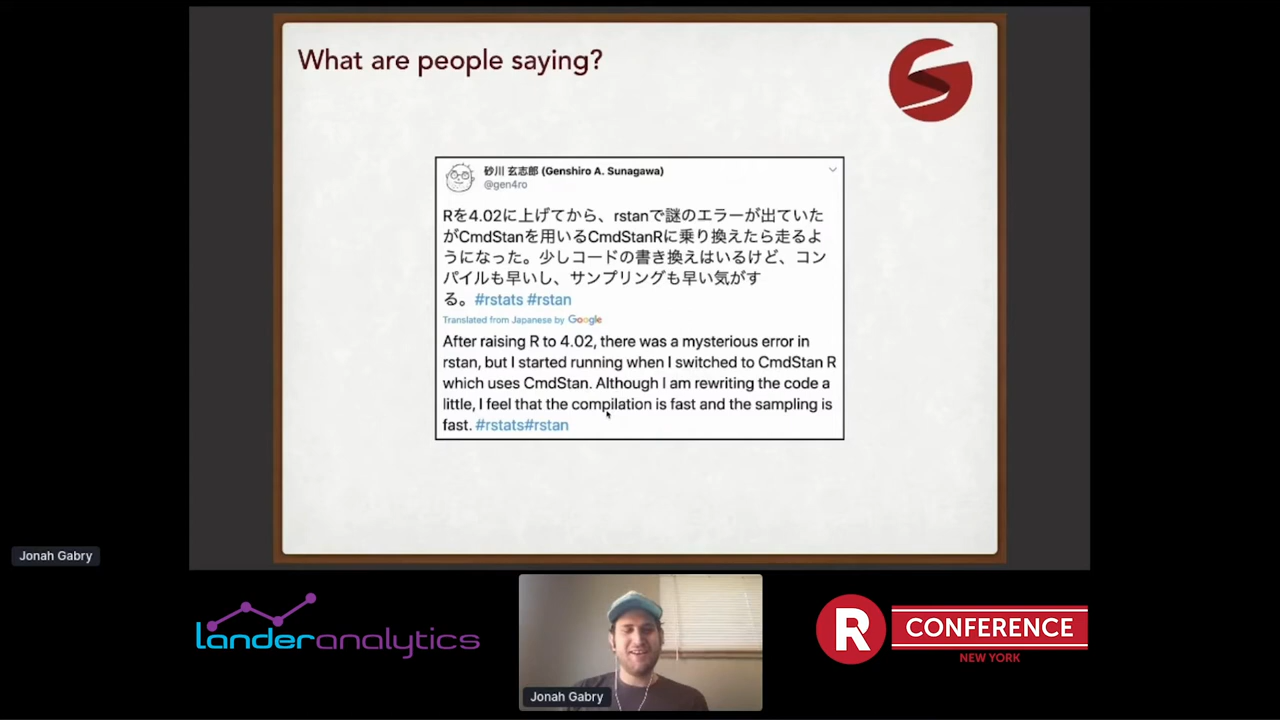 What are people saying?
砂川 玄志郎 (Genshiro A. Sunagawa)
@gen4ro
Rを4.02に上げてから、rstanで謎のエラーが出ていた
がCmdStanを用いるCmdStanRに乗り換えたら走るよ
うになった。少しコードの書き換えはいるけど、コン
パイルも早いし、サンプリングも早い気がす
る。#rstats #rstan
Translated from Japanese by Google
After raising R to 4.02, there was a mysterious error in
rstan, but I started running when I switched to CmdStan R
which uses CmdStan. Although I am rewriting the code a
little, I feel that the compilation is fast and the sampling is
fast. #rstats#rstan
Jonah Gabry
landeranalytics
Jonah Gabry
R CONFERENCE
NEW YORK